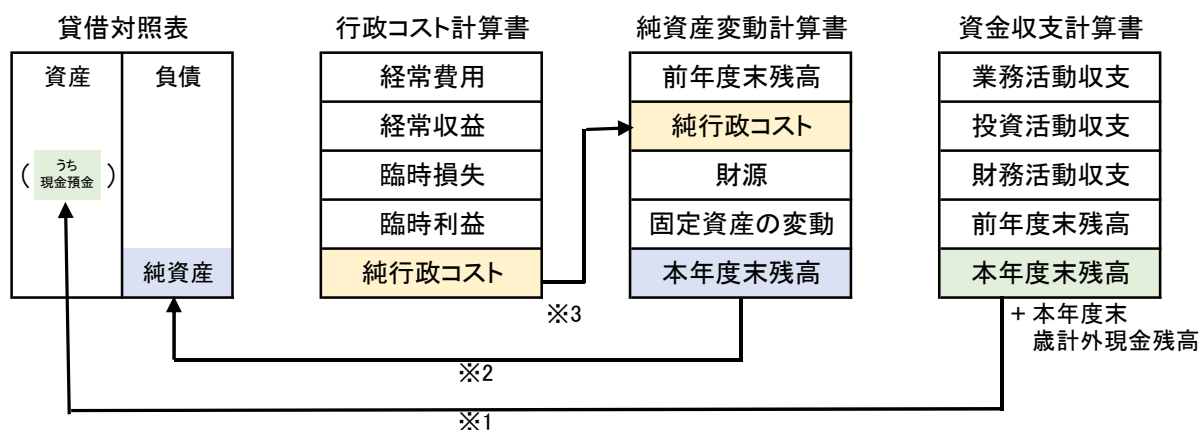 貸借対照表
資産
負債
(うち
現金預金)
純資産
行政コスト計算書
経常費用
経常収益
臨時損失
臨時利益
純行政コスト
※3
純資産変動計算書
前年度末残高
純行政コスト
財源
固定資産の変動
本年度末残高
※2
資金収支計算書
業務活動収支
投資活動収支
財務活動収支
前年度末残高
本年度末残高
+本年度末
歳計外現金残高
※1